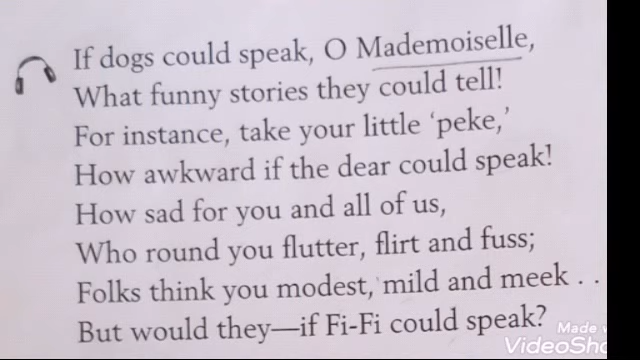 If dogs could speak, O Mademoiselle,
What funny stories they could tell!
For instance, take your little ‘peke,’
How awkward if the dear could speak!
How sad for you and all of us,
Who round you flutter, flirt and fuss;
Folks think you modest, mild and meek . .
But would they—if Fi-Fi could speak?
Made
VideoSho